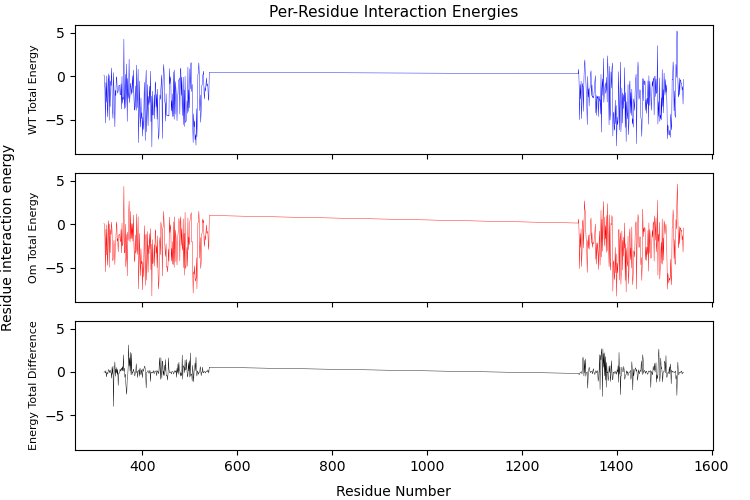 Per-Residue Interaction Energies
Residue interaction energy
WT Total Energy
5
0
−5
Om Total Energy
5
0
−5
Energy Total Difference
5
0
−5
400 600 800 1000 1200 1400 1600
Residue Number